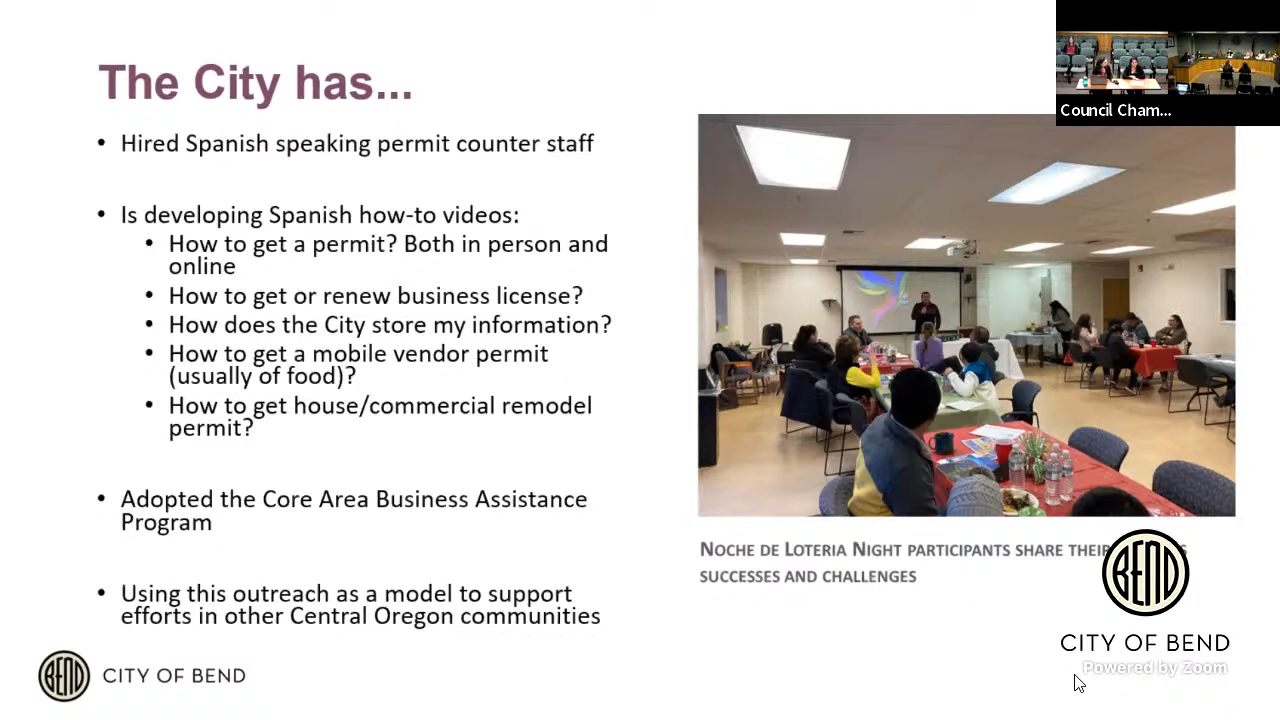 The City has...
Council Cham...
• Hired Spanish speaking permit counter staff
• Is developing Spanish how-to videos:
• How to get a permit? Both in person and
online
• How to get or renew business license?
• How does the City store my information?
• How to get a mobile vendor permit
(usually of food)?
• How to get house/commercial remodel
permit?
• Adopted the Core Area Business Assistance
Program
• Using this outreach as a model to support
efforts in other Central Oregon communities
NOCHE DE LOTERIA NIGHT PARTICIPANTS SHARE THEIR
SUCCESSES AND CHALLENGES
BEND
CITY OF BEND
Powered by Zoom
BEND CITY OF BEND